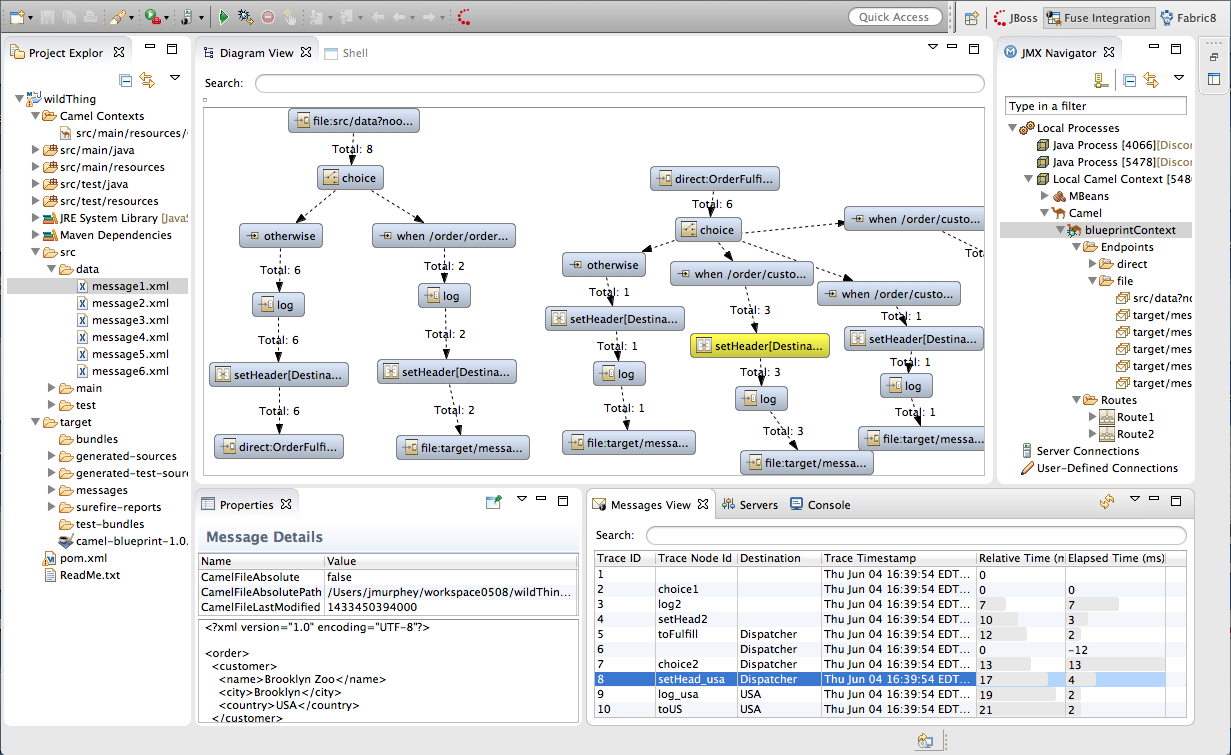 Quick Access
JBoss
Fuse Integration
Fabric8
Project Explor
wildThing
Camel Contexts
src/main/resources/
src/main/java
src/main/resources
src/test/java
src/test/resources
JRE System Library [JavaS
Maven Dependencies
src
data
message1.xml
message2.xml
message3.xml
message4.xml
message5.xml
message6.xml
main
test
target
bundles
generated-sources
generated-test-sour
messages
surefire-reports
test-bundles
camel-blueprint-1.0.
pom.xml
ReadMe.txt
Diagram View
Shell
Search:
file:src/data?noo...
Total: 8
choice
otherwise
when /order/order...
Total: 6
Total: 2
log
log
Total: 6
Total: 2
setHeader[Destina...
setHeader[Destina...
Total: 6
Total: 2
direct:OrderFulfi...
file:target/messa...
direct:OrderFulfi...
Total: 6
choice
when /order/custo...
Tota
otherwise
when /order/custo...
when /order/custo...
Total: 1
Total: 3
Total: 1
setHeader[Destina...
setHeader[Destina...
setHeader[Destina...
Total: 1
Total: 3
Total: 1
log
log
log
Total: 1
Total: 3
Total: 1
file:target/messa...
file:target/messa...
file:target/messa...
JMX Navigator
Type in a filter
Local Processes
Java Process [4066][Discor
Java Process [5478][Discor
Local Camel Context [548
MBeans
Camel
blueprintContext
Endpoints
direct
file
src/data?no
target/mes
target/mes
target/mes
target/mes
target/mes
Routes
Route1
Route2
Server Connections
User-Defined Connections
Properties
Message Details
Name Value
CamelFileAbsolute false
CamelFileAbsolutePath /Users/jmurphey/workspace0508/wildThin...
CamelFileLastModified 1433450394000
<?xml version="1.0" encoding="UTF-8"?>
<order>
<customer>
<name>Brooklyn Zoo</name>
<city>Brooklyn</city>
<country>USA</country>
</customer>
Messages View
Servers
Console
Search:
Trace ID Trace Node Id Destination Trace Timestamp Relative Time (m Elapsed Time (ms)
1 Thu Jun 04 16:39:54 EDT... 0
2 choice1 Thu Jun 04 16:39:54 EDT... 0 0
3 log2 Thu Jun 04 16:39:54 EDT... 7 7
4 setHead2 Thu Jun 04 16:39:54 EDT... 10 3
5 toFulfill Dispatcher Thu Jun 04 16:39:54 EDT... 12 2
6 Dispatcher Thu Jun 04 16:39:54 EDT... 0 -12
7 choice2 Dispatcher Thu Jun 04 16:39:54 EDT... 13 13
8 setHead_usa Dispatcher Thu Jun 04 16:39:54 EDT... 17 4
9 log_usa USA Thu Jun 04 16:39:54 EDT... 19 2
10 toUS USA Thu Jun 04 16:39:54 EDT... 21 2